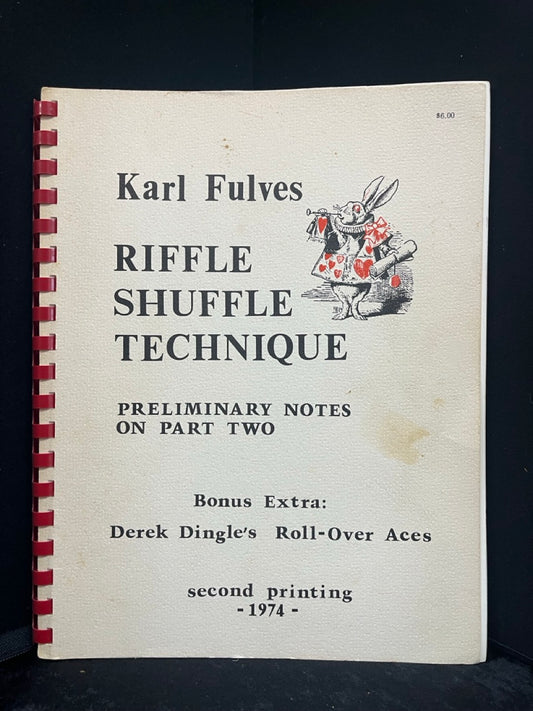 $6.00
Karl Fulves
RIFFLE
SHUFFLE
TECHNIQUE
PRELIMINARY NOTES
ON PART TWO
Bonus Extra:
Derek Dingle's Roll-Over Aces
second printing
- 1974 -